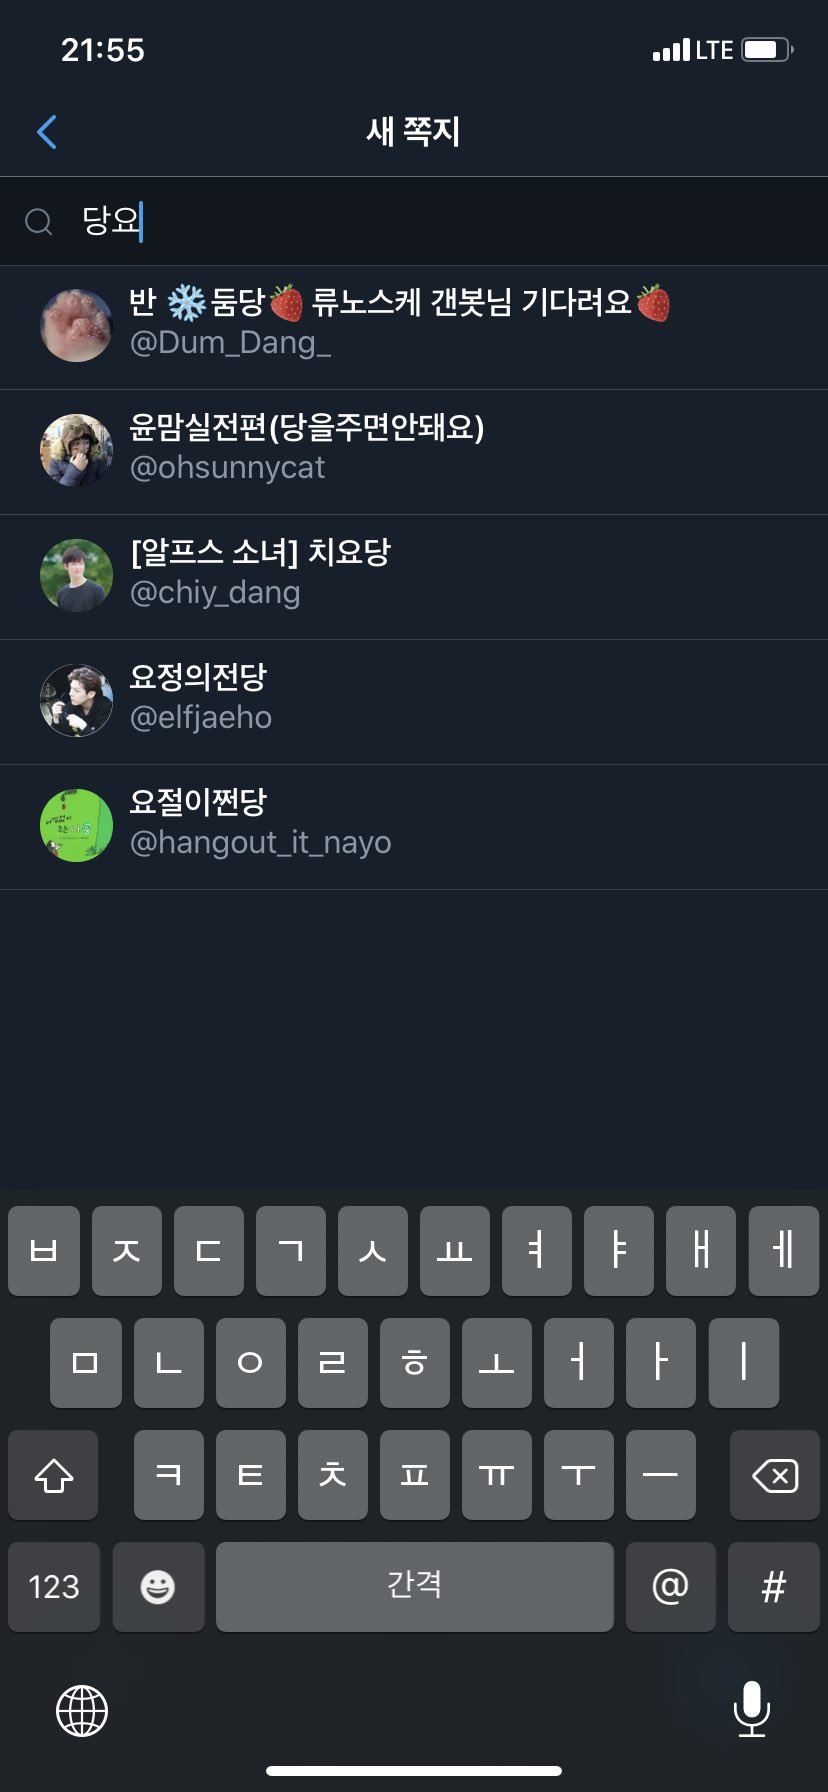 21:55 LTE
새 쪽지
당요
반 ❄️둠당🍓 류노스케 갠봇님 기다려요🍓
@Dum_Dang_
윤맘실전편(당을주면안돼요)
@ohsunnycat
[알프스 소녀] 치요당
@chiy_dang
요정의전당
@elfjaeho
요절이쩐당
@hangout_it_nayo
ㅂ ㅈ ㄷ ㄱ ㅅ ㅛ ㅕ ㅑ ㅐ ㅔ
ㅁ ㄴ ㅇ ㄹ ㅎ ㅗ ㅓ ㅏ ㅣ
ㅋ ㅌ ㅊ ㅍ ㅠ ㅜ ㅡ
123 간격 @ #